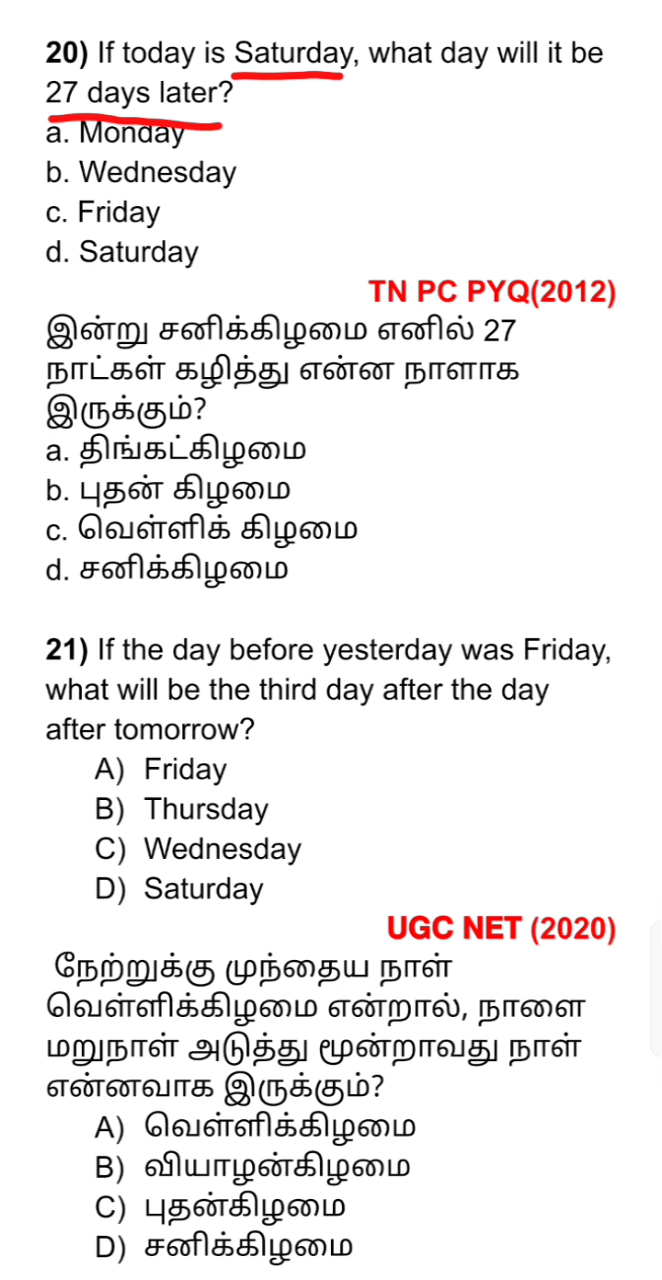 20) If today is Saturday, what day will it be
27 days later?
a. Monday
b. Wednesday
c. Friday
d. Saturday
TN PC PYQ(2012)
இன்று சனிக்கிழமை எனில் 27
நாட்கள் கழித்து என்ன நாளாக
இருக்கும்?
a. திங்கட்கிழமை
b. புதன் கிழமை
c. வெள்ளிக் கிழமை
d. சனிக்கிழமை
21) If the day before yesterday was Friday,
what will be the third day after the day
after tomorrow?
A) Friday
B) Thursday
C) Wednesday
D) Saturday
UGC NET (2020)
நேற்றுக்கு முந்தைய நாள்
வெள்ளிக்கிழமை என்றால், நாளை
மறுநாள் அடுத்து மூன்றாவது நாள்
என்னவாக இருக்கும்?
A) வெள்ளிக்கிழமை
B) வியாழன்கிழமை
C) புதன்கிழமை
D) சனிக்கிழமை